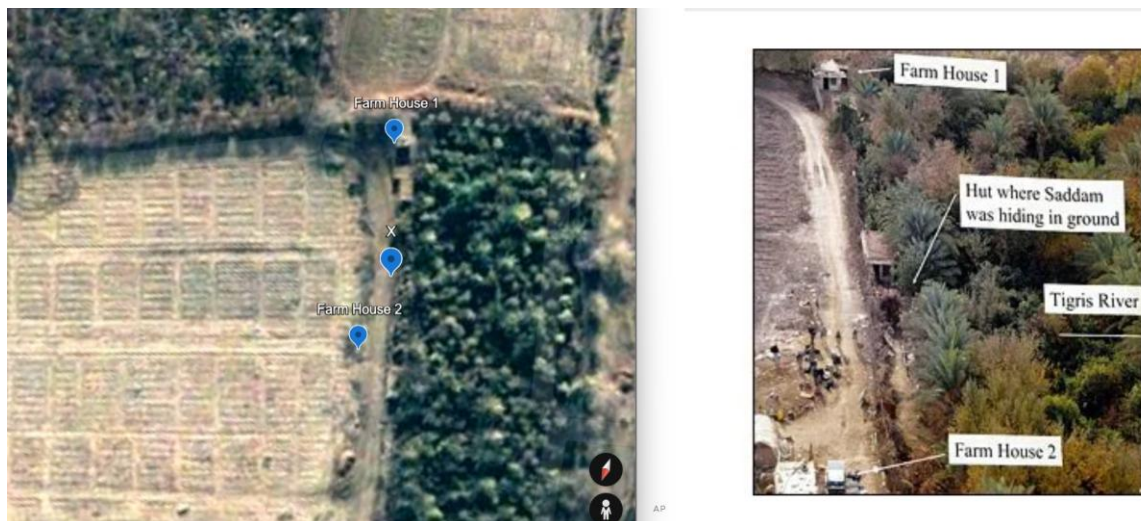 Farm House 1
X
Farm House 2
AP
Farm House 1
Hut where Saddam
was hiding in ground
Tigris River
Farm House 2